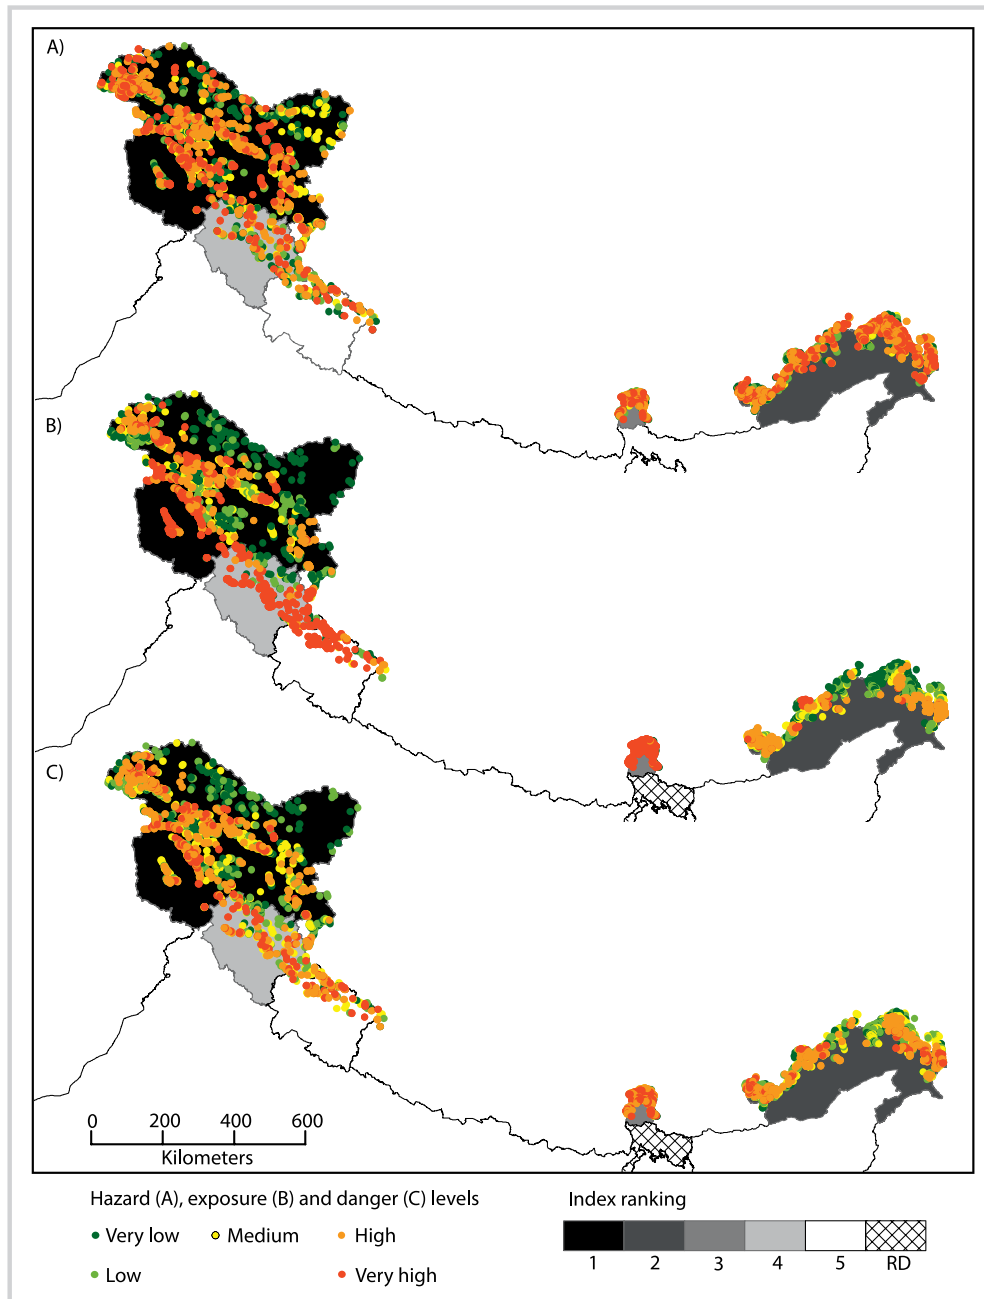 A)
B)
C)
0 200 400 600
Kilometers
Hazard (A), exposure (B) and danger (C) levels
Very low Medium High
Low Very high
Index ranking
1 2 3 4 5 RD